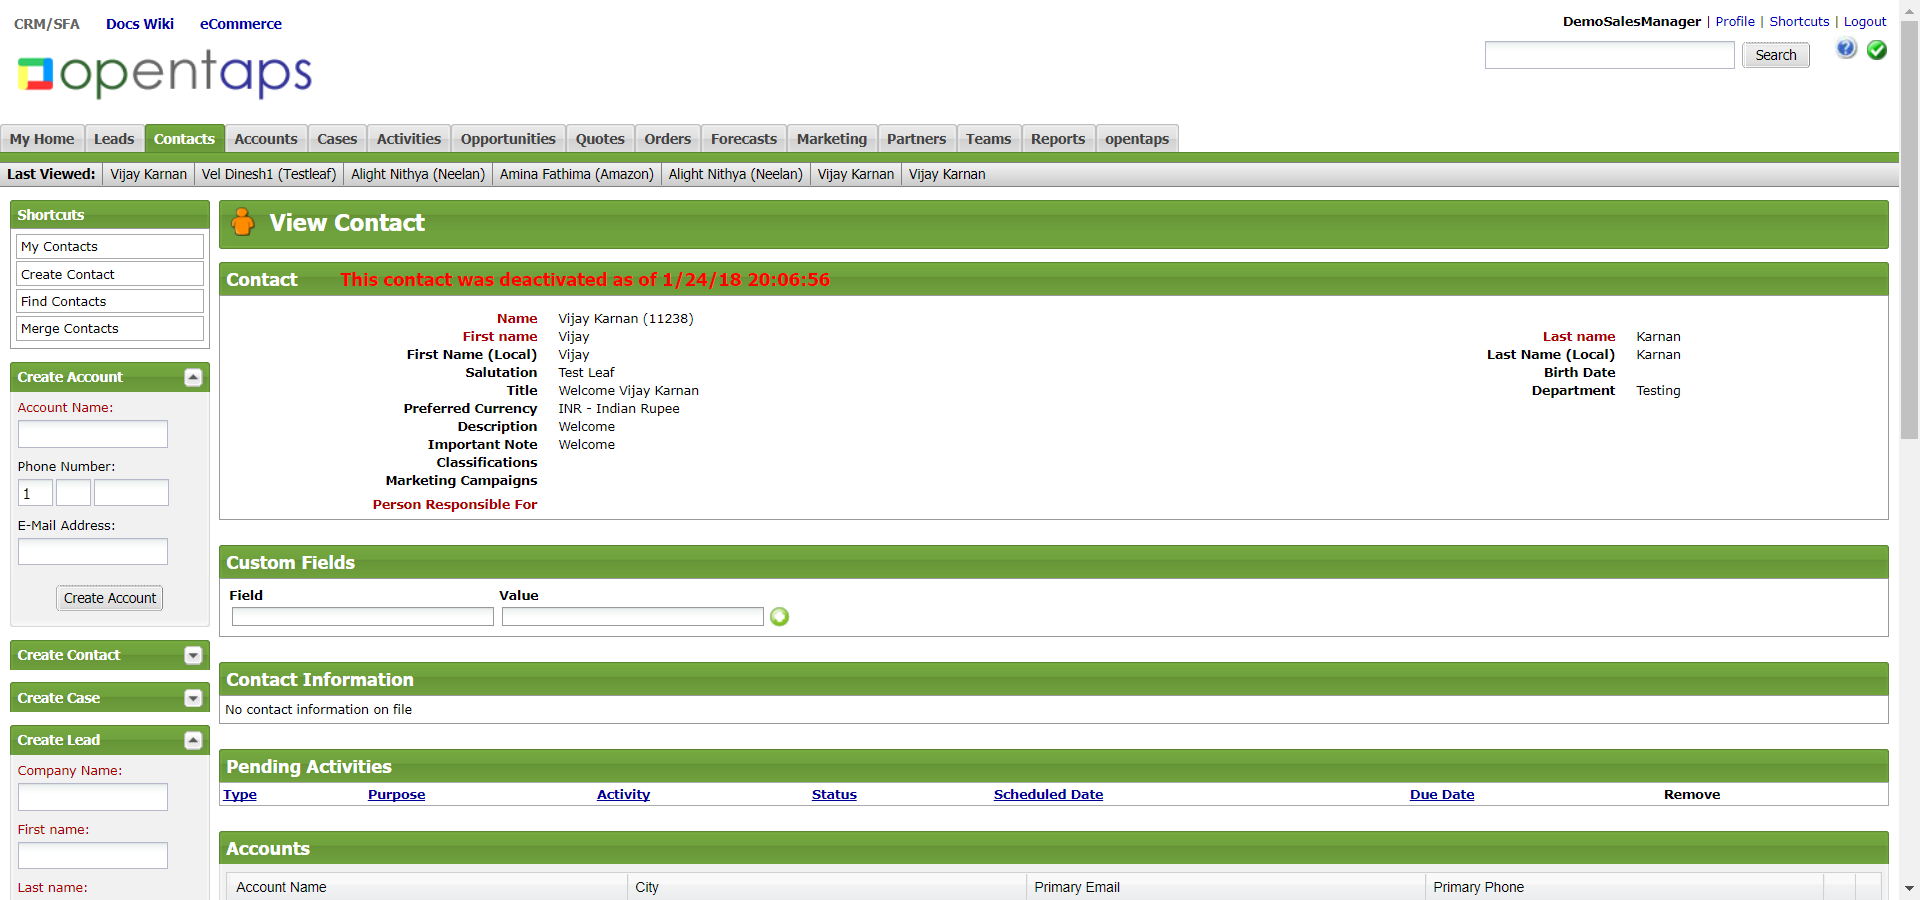 CRM/SFA Docs Wiki eCommerce
DemoSalesManager | Profile | Shortcuts | Logout
opentaps
Search
My Home Leads Contacts Accounts Cases Activities Opportunities Quotes Orders Forecasts Marketing Partners Teams Reports opentaps
Last Viewed: Vijay Karnan Vel Dinesh1 (Testleaf) Alight Nithya (Neelan) Amina Fathima (Amazon) Alight Nithya (Neelan) Vijay Karnan Vijay Karnan
Shortcuts
My Contacts
Create Contact
Find Contacts
Merge Contacts
Create Account
Account Name:
Phone Number:
1
E-Mail Address:
Create Account
Create Contact
Create Case
Create Lead
Company Name:
First name:
Last name:
View Contact
Contact This contact was deactivated as of 1/24/18 20:06:56
Name Vijay Karnan (11238)
First name Vijay Last name Karnan
First Name (Local) Vijay Last Name (Local) Karnan
Salutation Test Leaf Birth Date
Title Welcome Vijay Karnan Department Testing
Preferred Currency INR - Indian Rupee
Description Welcome
Important Note Welcome
Classifications
Marketing Campaigns
Person Responsible For
Custom Fields
Field Value
Contact Information
No contact information on file
Pending Activities
Type Purpose Activity Status Scheduled Date Due Date Remove
Accounts
Account Name City Primary Email Primary Phone